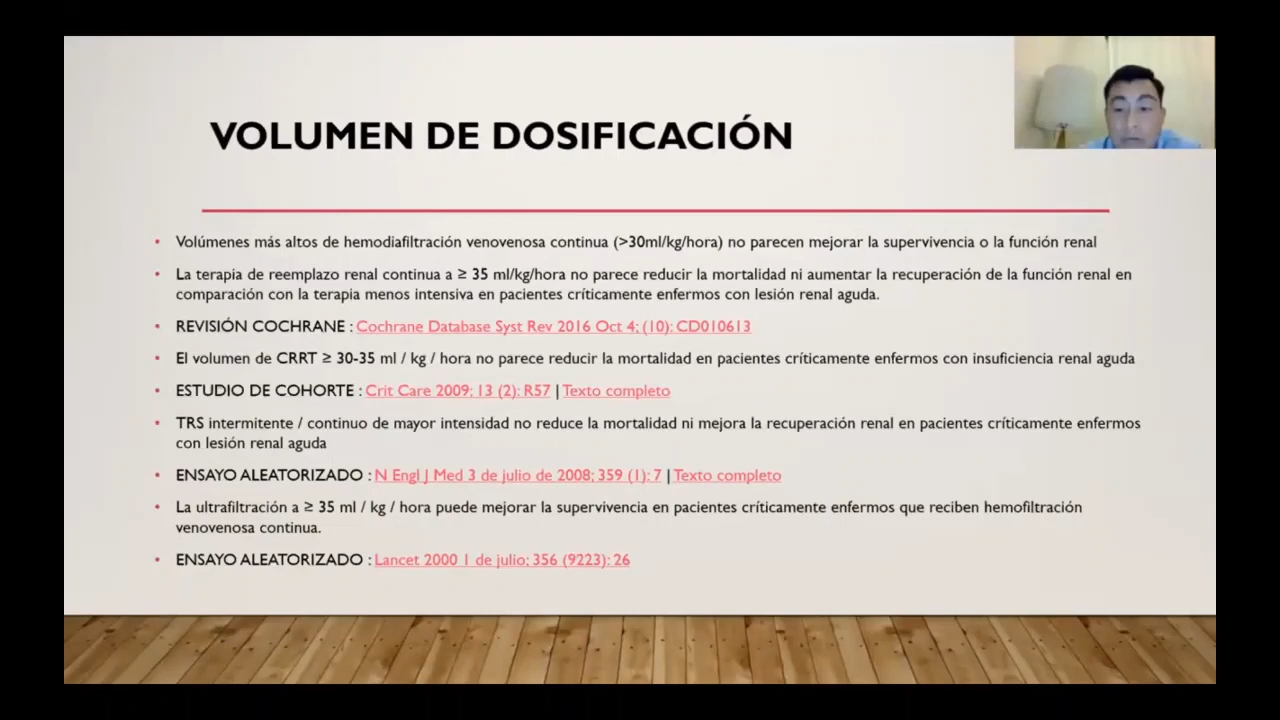 VOLUMEN DE DOSIFICACIÓN
• Volúmenes más altos de hemodiafiltración venovenosa continua (>30ml/kg/hora) no parecen mejorar la supervivencia o la función renal
• La terapia de reemplazo renal continua a ≥ 35 ml/kg/hora no parece reducir la mortalidad ni aumentar la recuperación de la función renal en
comparación con la terapia menos intensiva en pacientes críticamente enfermos con lesión renal aguda.
• REVISIÓN COCHRANE : Cochrane Database Syst Rev 2016 Oct 4; (10): CD010613
• El volumen de CRRT ≥ 30-35 ml / kg / hora no parece reducir la mortalidad en pacientes críticamente enfermos con insuficiencia renal aguda
• ESTUDIO DE COHORTE : Crit Care 2009; 13 (2): R57 | Texto completo
• TRS intermitente / continuo de mayor intensidad no reduce la mortalidad ni mejora la recuperación renal en pacientes críticamente enfermos
con lesión renal aguda
• ENSAYO ALEATORIZADO : N Engl J Med 3 de julio de 2008; 359 (1): 7 | Texto completo
• La ultrafiltración a ≥ 35 ml / kg / hora puede mejorar la supervivencia en pacientes críticamente enfermos que reciben hemofiltración
venovenosa continua.
• ENSAYO ALEATORIZADO : Lancet 2000 1 de julio; 356 (9223): 26